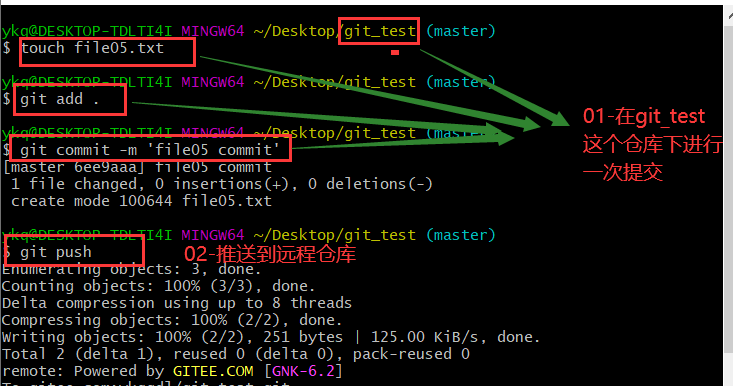 ykq@DESKTOP-TDLTI4I MINGW64 ~/Desktop/git_test (master)
$ touch file05.txt
ykq@DESKTOP-TDLTI4I MINGW64 ~/Desktop/git_test (master)
$ git add .
ykq@DESKTOP-TDLTI4I MINGW64 ~/Desktop/git_test (master)
$ git commit -m 'file05 commit'
[master 6ee9aaa] file05 commit
1 file changed, 0 insertions(+), 0 deletions(-)
create mode 100644 file05.txt
01-在git_test
这个仓库下进行
一次提交
ykq@DESKTOP-TDLTI4I MINGW64 ~/Desktop/git_test (master)
$ git push
02-推送到远程仓库
Enumerating objects: 3, done.
Counting objects: 100% (3/3), done.
Delta compression using up to 8 threads
Compressing objects: 100% (2/2), done.
Writing objects: 100% (2/2), 251 bytes | 125.00 KiB/s, done.
Total 2 (delta 1), reused 0 (delta 0), pack-reused 0
remote: Powered by GITEE.COM [GNK-6.2]